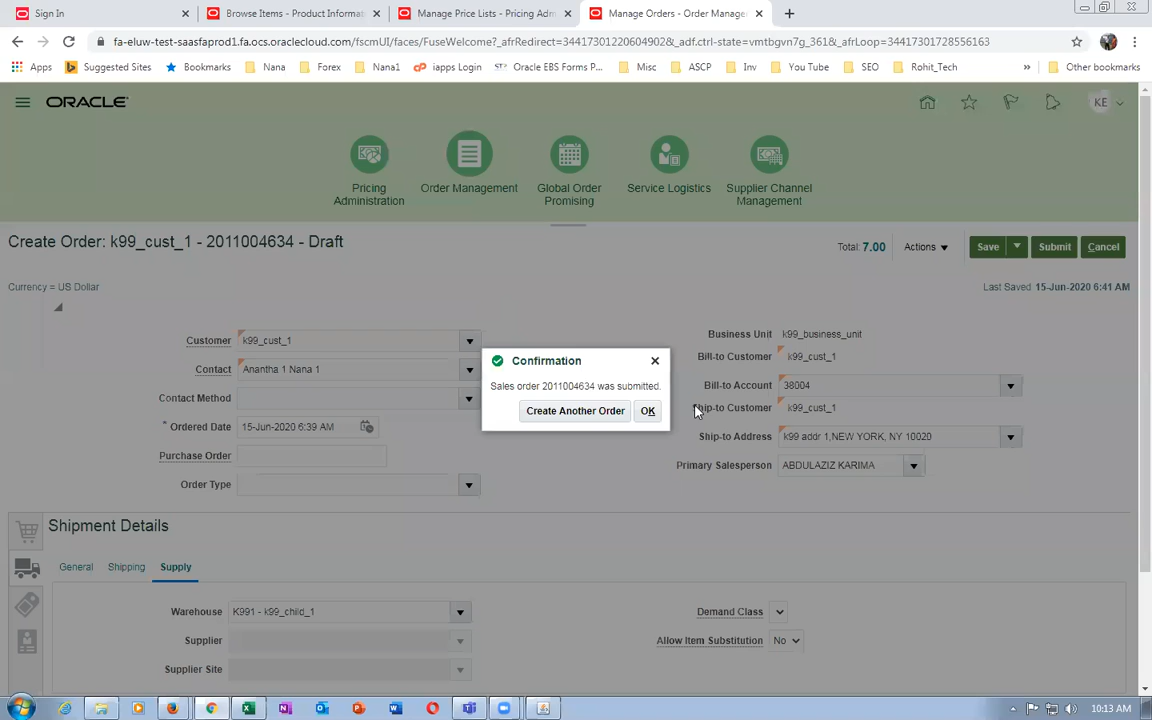 Sign In
Browse Items - Product Informat
Manage Price Lists - Pricing Adm
Manage Orders - Order Manage
fa-eluw-test-saasfaprod1.fa.ocs.oraclecloud.com/fscmUI/faces/FuseWelcome?_afrRedirect=34417301220604902&_adf.ctrl-state=vmtbgvn7g_361&_afrLoop=34417301728556163
Apps Suggested Sites Bookmarks Nana Forex Nana1 iapps Login Oracle EBS Forms P... Misc ASCP Inv You Tube SEO Rohit_Tech » Other bookmarks
ORACLE KE
Pricing Administration
Order Management
Global Order Promising
Service Logistics
Supplier Channel Management
Create Order: k99_cust_1 - 2011004634 - Draft
Total: 7.00 Actions Save Submit Cancel
Currency = US Dollar
Last Saved 15-Jun-2020 6:41 AM
Customer k99_cust_1
Contact Anantha 1 Nana 1
Contact Method
* Ordered Date 15-Jun-2020 6:39 AM
Purchase Order
Order Type
Business Unit k99_business_unit
Bill-to Customer k99_cust_1
Bill-to Account 38004
Ship-to Customer k99_cust_1
Ship-to Address k99 addr 1,NEW YORK, NY 10020
Primary Salesperson ABDULAZIZ KARIMA
Confirmation
Sales order 2011004634 was submitted.
Create Another Order OK
Shipment Details
General Shipping Supply
Warehouse K991 - k99_child_1
Supplier
Supplier Site
Demand Class
Allow Item Substitution No
10:13 AM